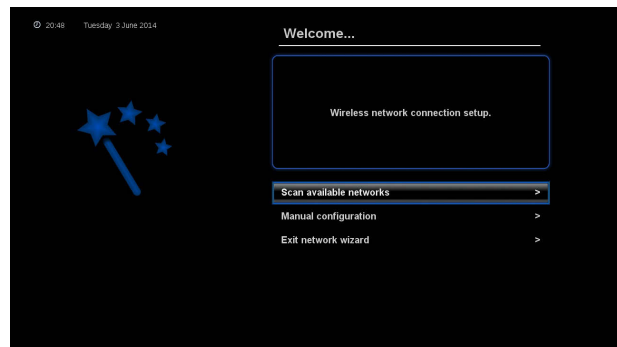 20:48 Tuesday 3 June 2014
Welcome...
Wireless network connection setup.
Scan available networks >
Manual configuration >
Exit network wizard >